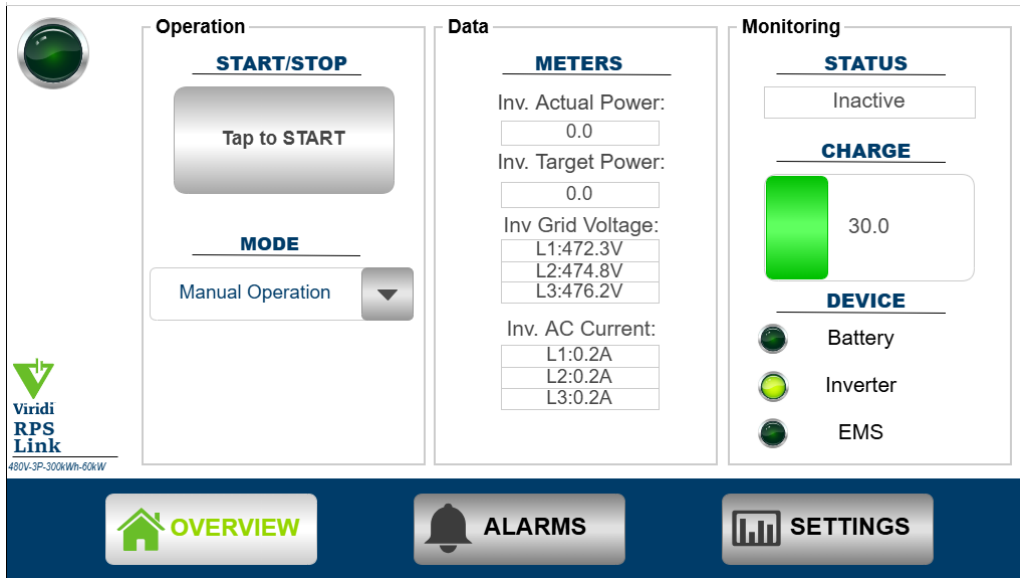 Operation
START/STOP
Tap to START
MODE
Manual Operation
Data
METERS
Inv. Actual Power:
0.0
Inv. Target Power:
0.0
Inv Grid Voltage:
L1:472.3V
L2:474.8V
L3:476.2V
Inv. AC Current:
L1:0.2A
L2:0.2A
L3:0.2A
Monitoring
STATUS
Inactive
CHARGE
30.0
DEVICE
Battery
Inverter
EMS
Viridi
RPS
Link
480V-3P-300kWh-60kW
OVERVIEW
ALARMS
SETTINGS